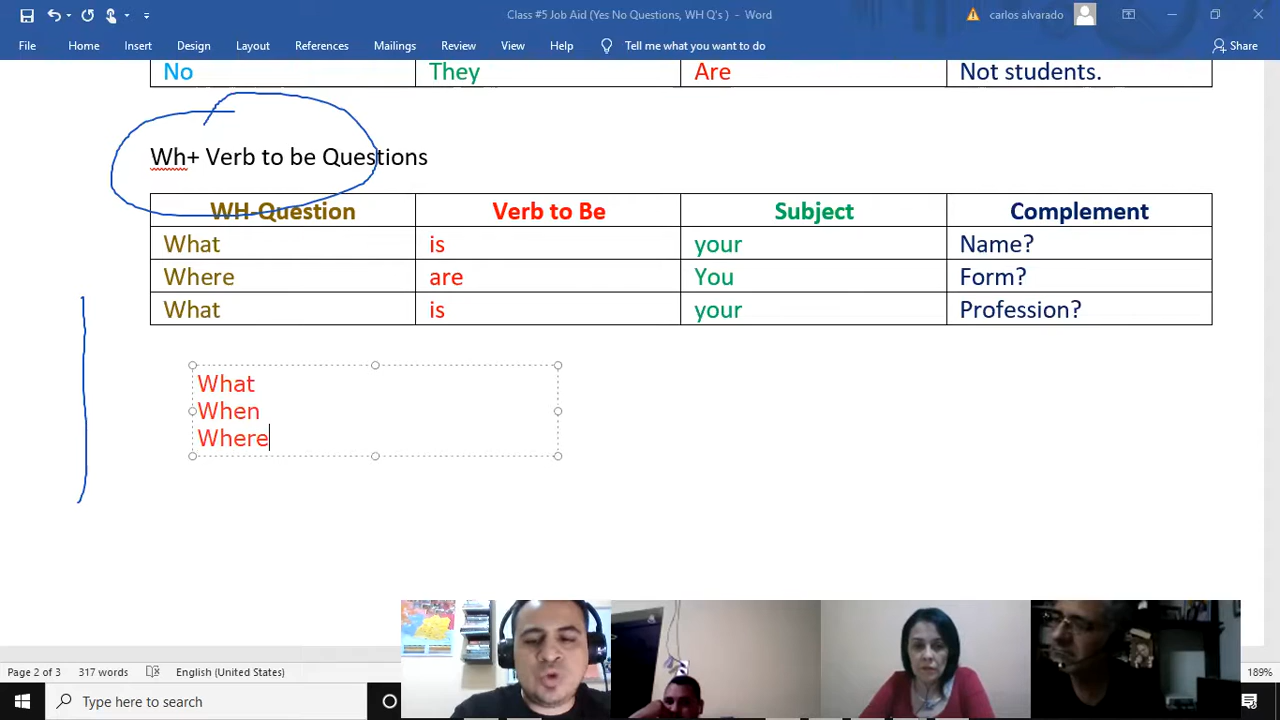 Class #5 Job Aid (Yes No Questions, WH Q's ) - Word
carlos alvarado
File Home Insert Design Layout References Mailings Review View Help Tell me what you want to do Share
No They Are Not students.
Wh+ Verb to be Questions
WH-Question Verb to Be Subject Complement
What is your Name?
Where are You Form?
What is your Profession?
What
When
Where
Page 2 of 3 317 words English (United States) 189%
Type here to search